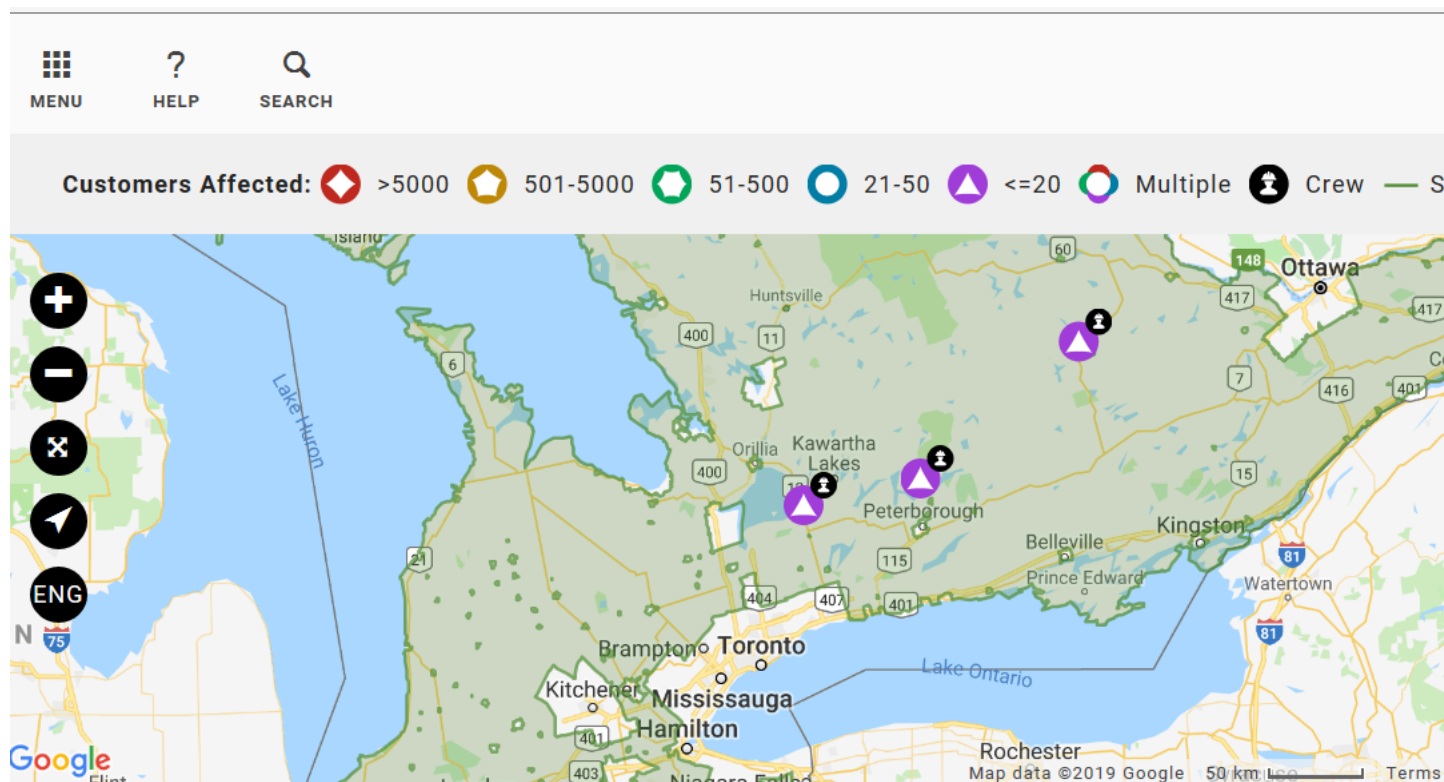 MENU
HELP
SEARCH
Customers Affected: >5000 501-5000 51-500 21-50 <=20 Multiple Crew S
Island
60
148
Ottawa
417
417
Huntsville
400
11
6
7
416
401
Lake Huron
Orillia
Kawartha
Lakes
400
15
Peterborough
Kingston
21
115
Belleville
81
Prince Edward
Watertown
ENG
404
407
401
N
75
81
Brampton
Toronto
Lake Ontario
Kitchener
Mississauga
Hamilton
401
Rochester
Google
403
Map data ©2019 Google 50 km Terms